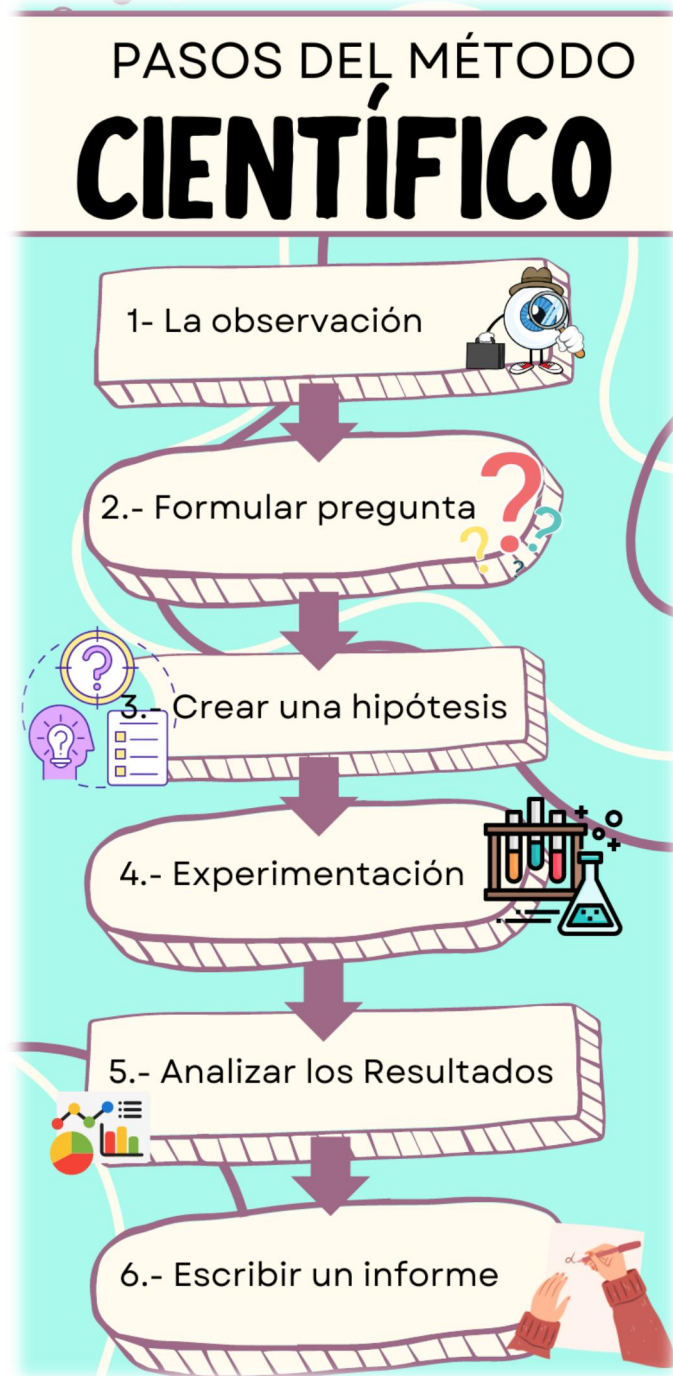 PASOS DEL MÉTODO
CIENTÍFICO
1- La observación
2.- Formular pregunta
3.- Crear una hipótesis
4.- Experimentación
5.- Analizar los Resultados
6.- Escribir un informe